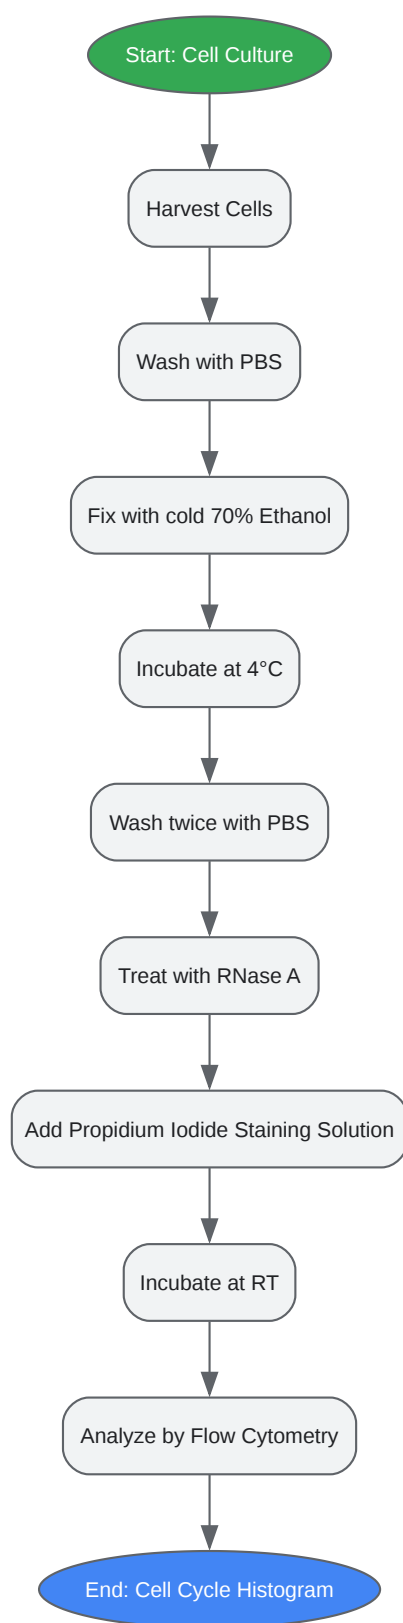 Start: Cell Culture
Harvest Cells
Wash with PBS
Fix with cold 70% Ethanol
Incubate at 4°C
Wash twice with PBS
Treat with RNase A
Add Propidium Iodide Staining Solution
Incubate at RT
Analyze by Flow Cytometry
End: Cell Cycle Histogram